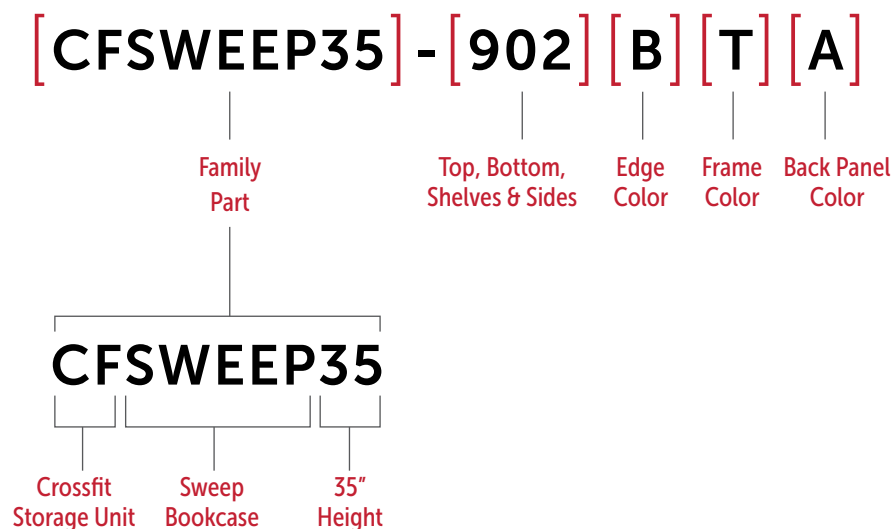 [CFSWEEP35]-[902][B][T][A]
Family
Part
Top, Bottom,
Shelves & Sides
Edge
Color
Frame
Color
Back Panel
Color
CFSWEEP35
Crossfit
Storage Unit
Sweep
Bookcase
35"
Height